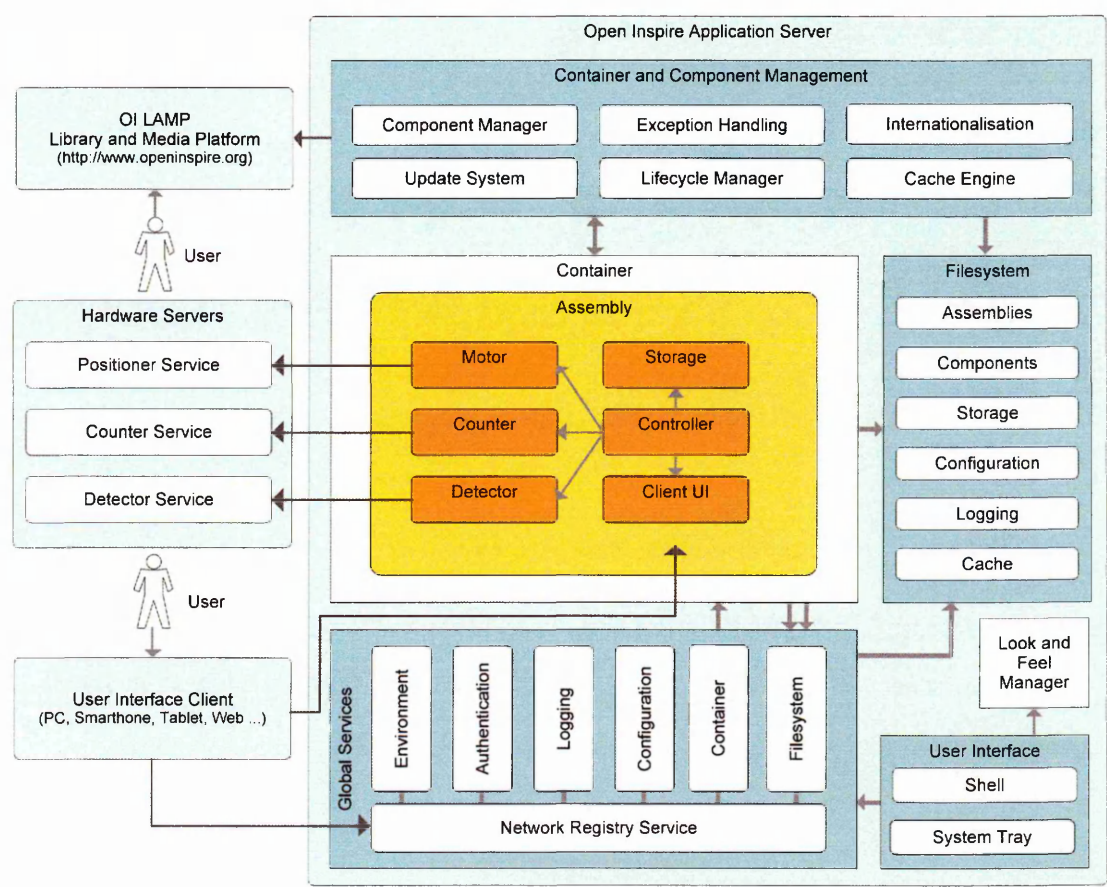 Open Inspire Application Server
Container and Component Management
Component Manager
Exception Handling
Internationalisation
Update System
Lifecycle Manager
Cache Engine
OI LAMP
Library and Media Platform
(http://www.openinspire.org)
User
Hardware Servers
Positioner Service
Counter Service
Detector Service
User
User Interface Client
(PC, Smarthone, Tablet, Web ...)
Container
Assembly
Motor
Storage
Counter
Controller
Detector
Client UI
Filesystem
Assemblies
Components
Storage
Configuration
Logging
Cache
Global Services
Environment
Authentication
Logging
Configuration
Container
Filesystem
Network Registry Service
Look and
Feel
Manager
User Interface
Shell
System Tray